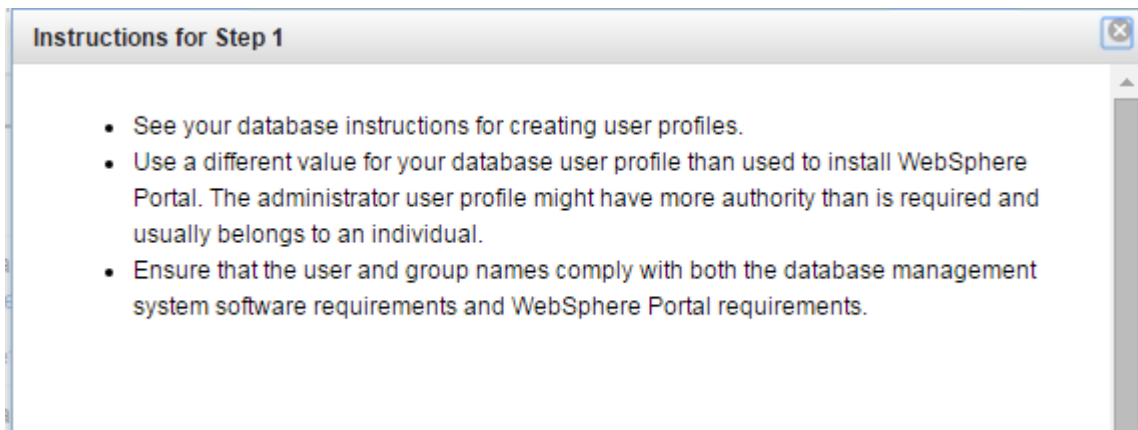 Instructions for Step 1
• See your database instructions for creating user profiles.
• Use a different value for your database user profile than used to install WebSphere
Portal. The administrator user profile might have more authority than is required and
usually belongs to an individual.
• Ensure that the user and group names comply with both the database management
system software requirements and WebSphere Portal requirements.